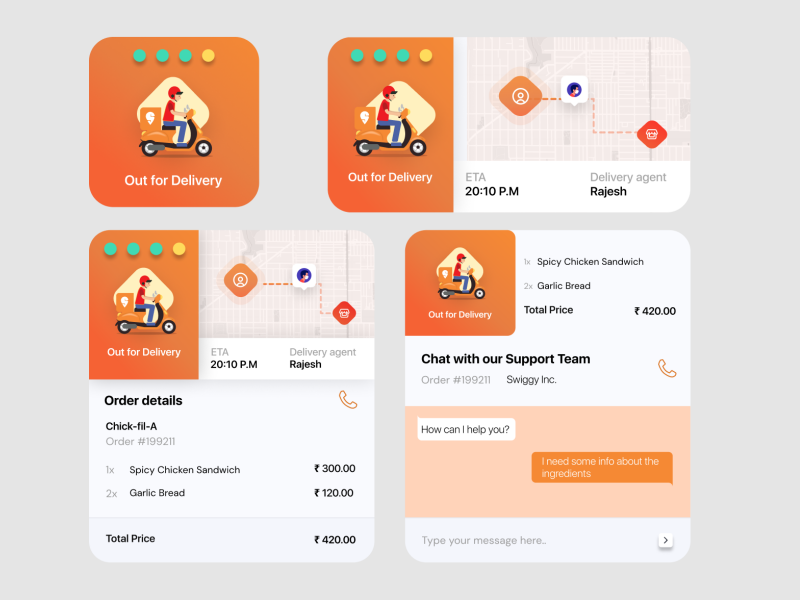 Out for Delivery
Out for Delivery
ETA
20:10 P.M
Delivery agent
Rajesh
Out for Delivery
ETA
20:10 P.M
Delivery agent
Rajesh
Order details
Chick-fil-A
Order #199211
1x Spicy Chicken Sandwich ₹ 300.00
2x Garlic Bread ₹ 120.00
Total Price ₹ 420.00
Out for Delivery
1x Spicy Chicken Sandwich
2x Garlic Bread
Total Price ₹ 420.00
Chat with our Support Team
Order #199211 Swiggy Inc.
How can I help you?
I need some info about the
ingredients
Type your message here..